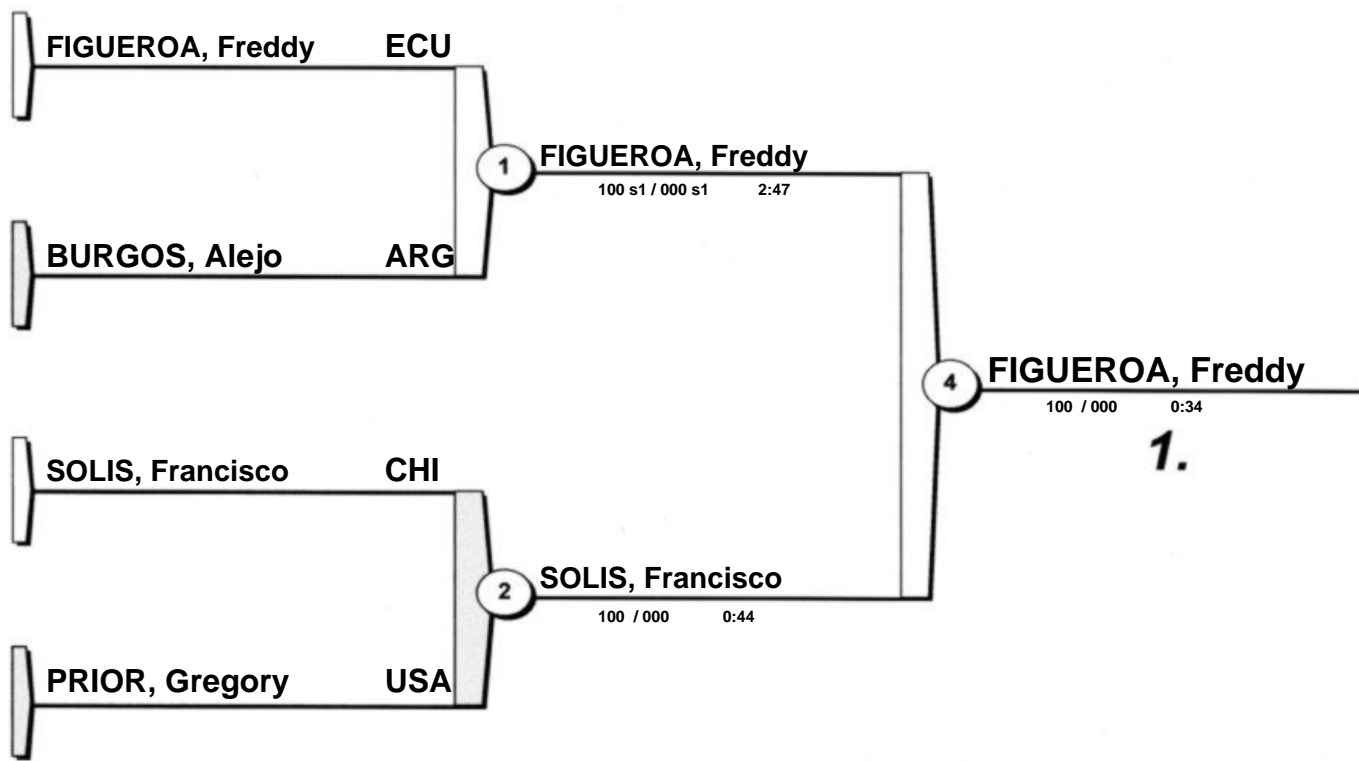 FIGUEROA, Freddy ECU
1 FIGUEROA, Freddy
100 s1 / 000 s1 2:47
BURGOS, Alejo ARG
4 FIGUEROA, Freddy
100 / 000 0:34
1.
SOLIS, Francisco CHI
2 SOLIS, Francisco
100 / 000 0:44
PRIOR, Gregory USA